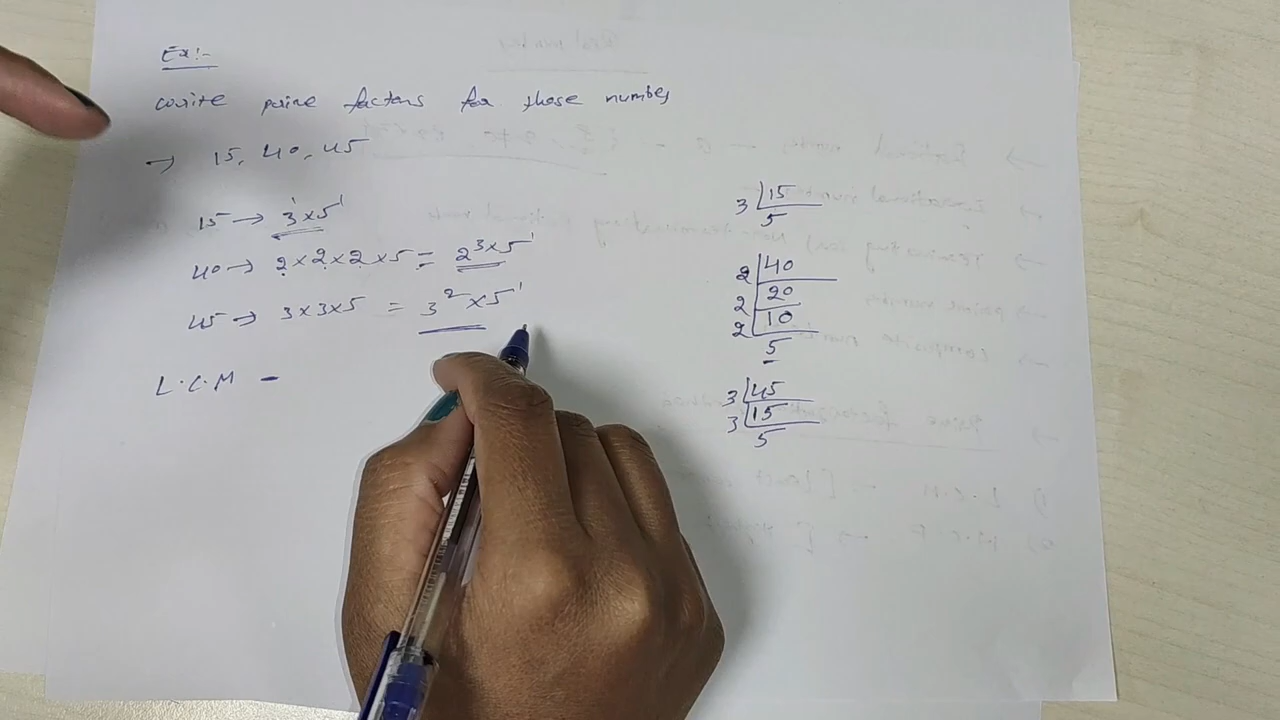 Ex:-
write prime factors for those number
→ 15, 40, 45
15 → 3¹×5¹
40 → 2×2×2×5 = 2³×5¹
45 → 3×3×5 = 3²×5¹
L.C.M -
3 | 15
5
2 | 40
2 | 20
2 | 10
5
3 | 45
3 | 15
5